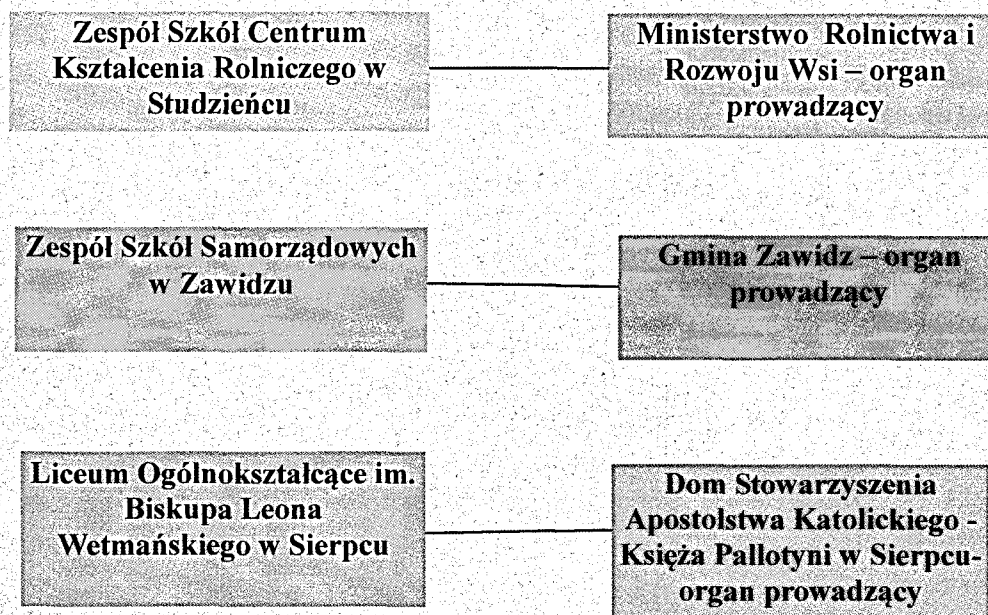 Zespół Szkół Centrum
Kształcenia Rolniczego w
Studzieńcu
Ministerstwo Rolnictwa i
Rozwoju Wsi – organ
prowadzący
Zespół Szkół Samorządowych
w Zawidzu
Gmina Zawidz – organ
prowadzący
Liceum Ogólnokształcące im.
Biskupa Leona
Wetmańskiego w Sierpcu
Dom Stowarzyszenia
Apostolstwa Katolickiego -
Księża Pallotyni w Sierpcu-
organ prowadzący